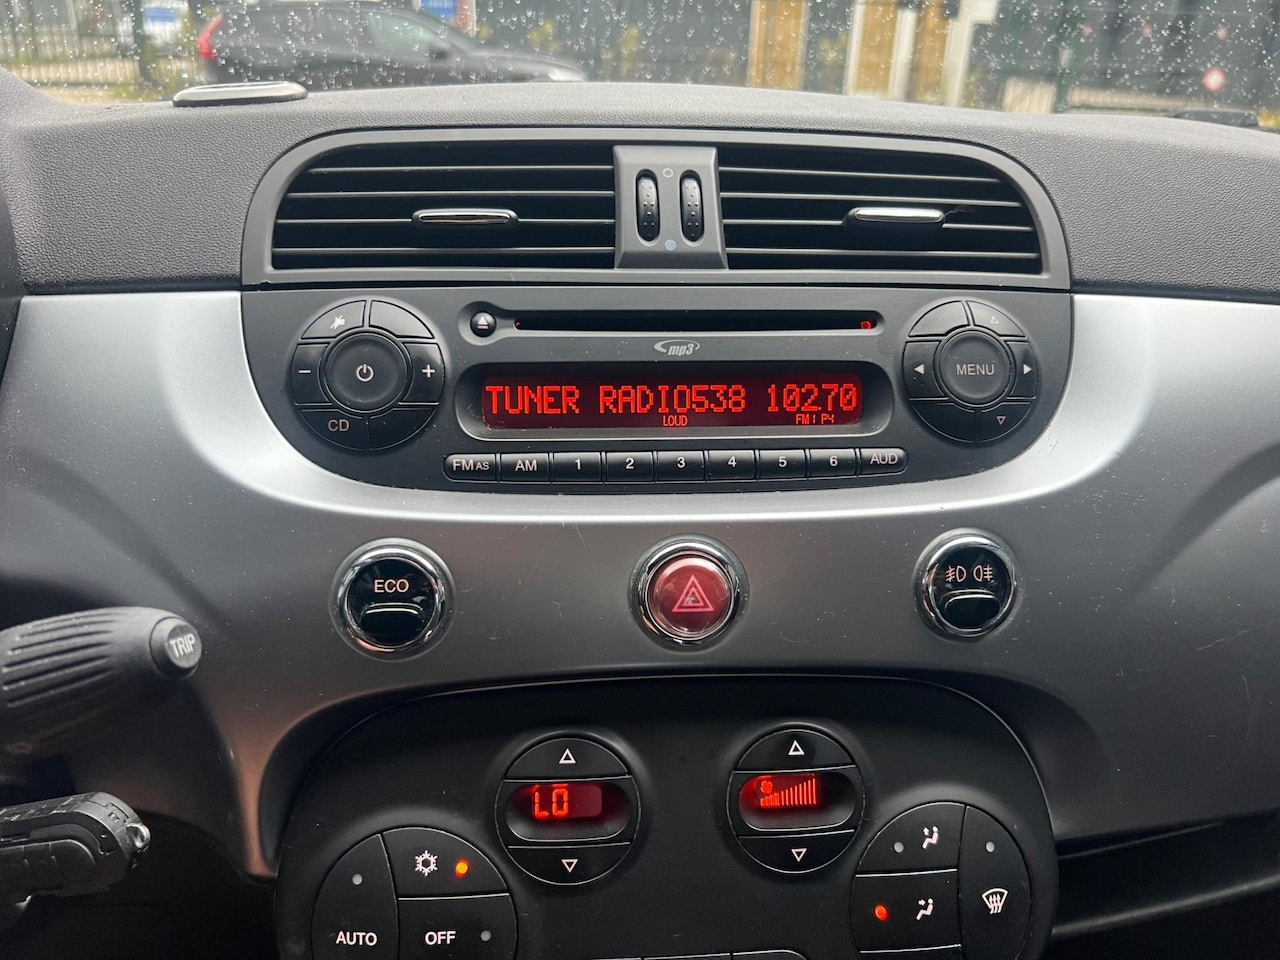 mp3
TUNER RADIO538 10270
LOUD FM1 P4
MENU
CD
FM AS AM 1 2 3 4 5 6 AUD
ECO
TRIP
LO
AUTO
OFF